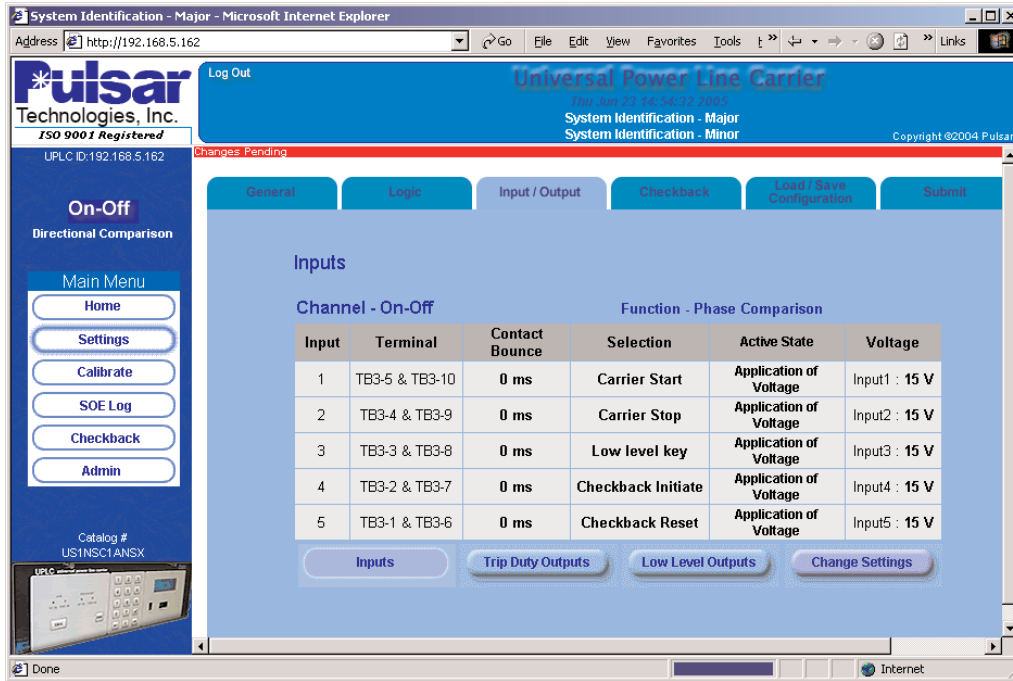 System Identification - Major - Microsoft Internet Explorer
Address http://192.168.5.162 Go File Edit View Favorites Tools » » Links
Pulsar
Technologies, Inc.
ISO 9001 Registered
Log Out
Universal Power Line Carrier
Thu Jun 23 14:54:32 2005
System Identification - Major
System Identification - Minor
Copyright ©2004 Pulsar
UPLC ID:192.168.5.162
Changes Pending
On-Off
Directional Comparison
Main Menu
Home
Settings
Calibrate
SOE Log
Checkback
Admin
Catalog #
US1NSC1ANSX
UPLC
General Logic Input / Output Checkback Load / Save Configuration Submit
Inputs
Channel - On-Off Function - Phase Comparison
Input Terminal Contact Bounce Selection Active State Voltage
1 TB3-5 & TB3-10 0 ms Carrier Start Application of Voltage Input1 : 15 V
2 TB3-4 & TB3-9 0 ms Carrier Stop Application of Voltage Input2 : 15 V
3 TB3-3 & TB3-8 0 ms Low level key Application of Voltage Input3 : 15 V
4 TB3-2 & TB3-7 0 ms Checkback Initiate Application of Voltage Input4 : 15 V
5 TB3-1 & TB3-6 0 ms Checkback Reset Application of Voltage Input5 : 15 V
Inputs Trip Duty Outputs Low Level Outputs Change Settings
Done Internet